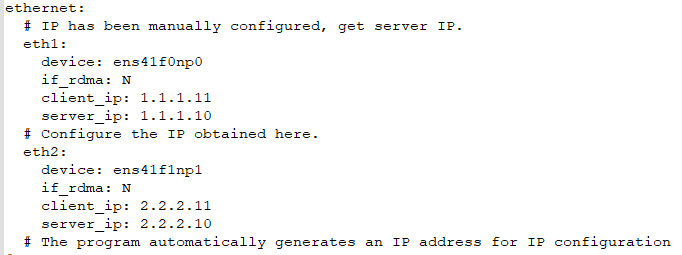 ethernet:
  # IP has been manually configured, get server IP.
  eth1:
    device: ens41f0np0
    if_rdma: N
    client_ip: 1.1.1.11
    server_ip: 1.1.1.10
  # Configure the IP obtained here.
  eth2:
    device: ens41f1np1
    if_rdma: N
    client_ip: 2.2.2.11
    server_ip: 2.2.2.10
  # The program automatically generates an IP address for IP configuration